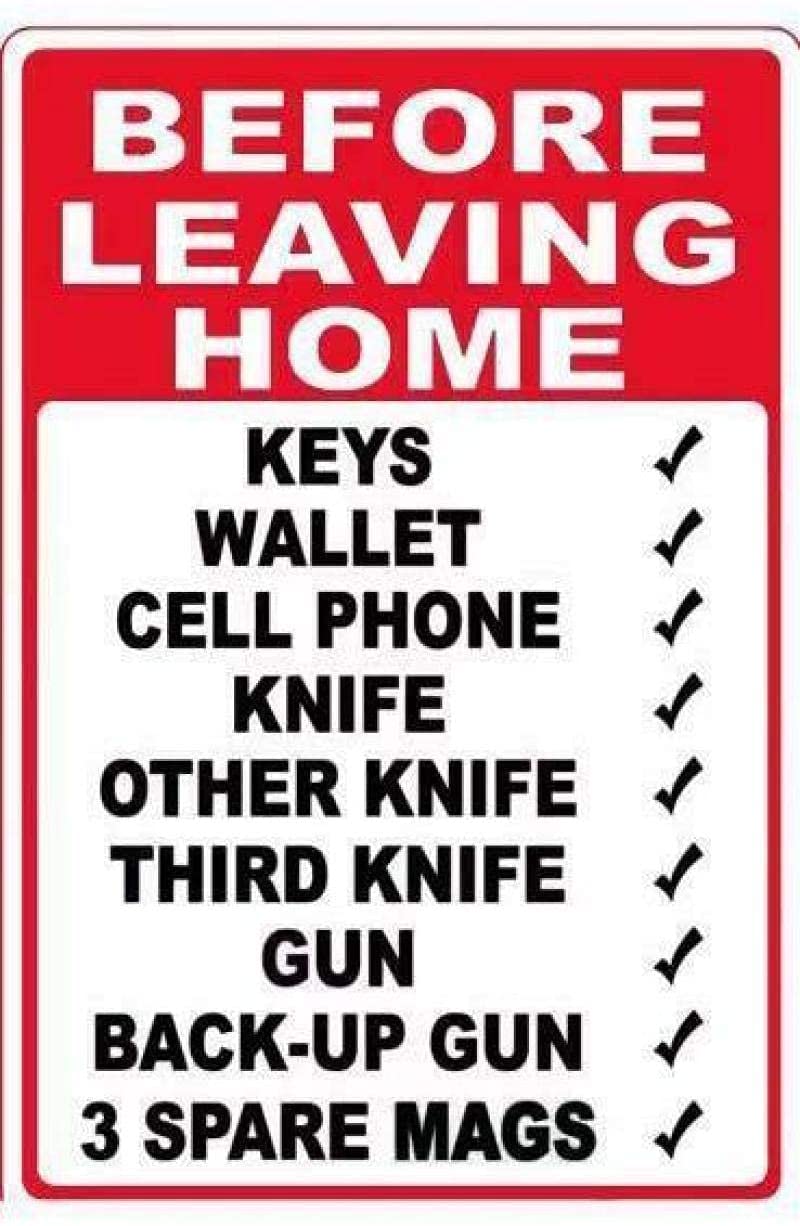 BEFORE
LEAVING
HOME
KEYS ✓
WALLET ✓
CELL PHONE ✓
KNIFE ✓
OTHER KNIFE ✓
THIRD KNIFE ✓
GUN ✓
BACK-UP GUN ✓
3 SPARE MAGS ✓